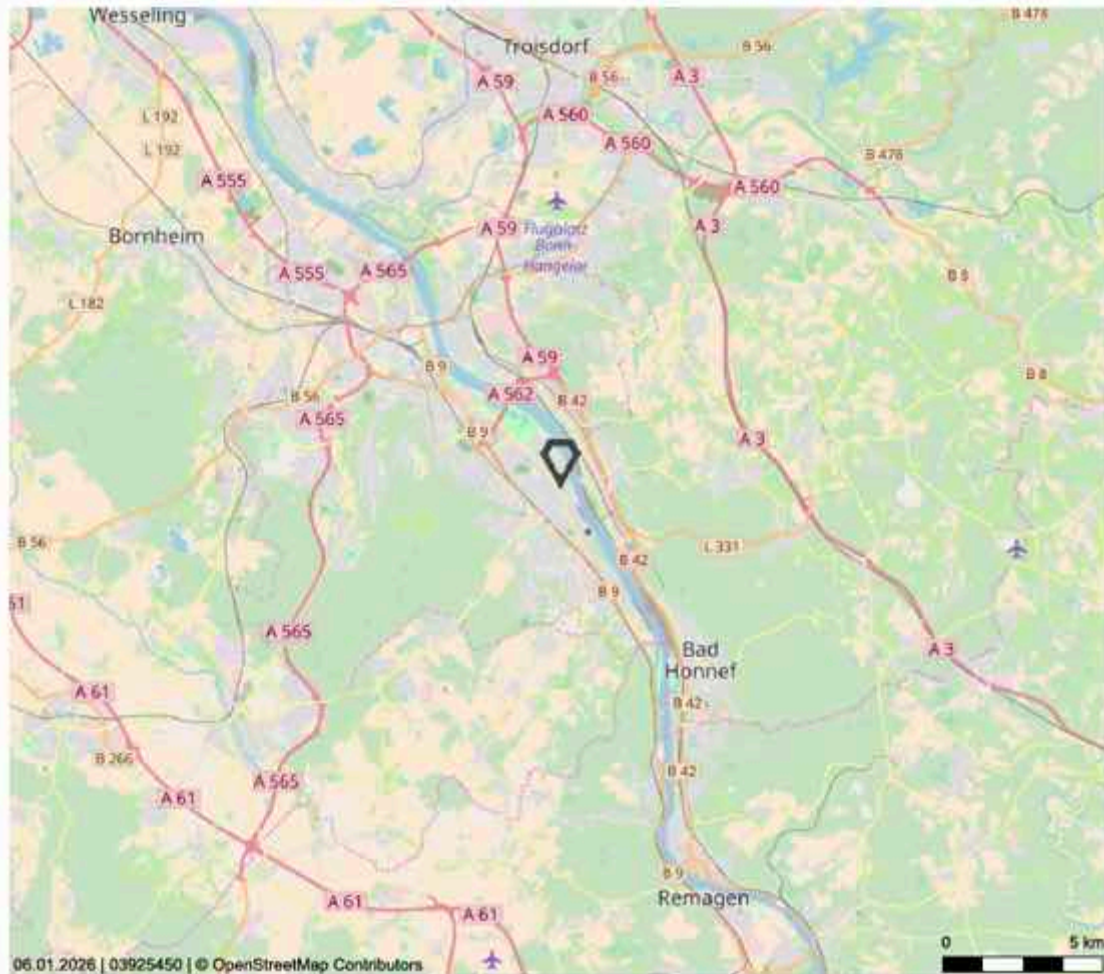 Wesseling
B 478
Troisdorf
B 56
A 59
B 56
A 3
L 192
A 560
A 560
L 192
B 478
A 555
A 560
A 59
A 3
Flugplatz
Bonn-
Hangelar
Bornheim
A 555
A 565
B 8
L 182
A 59
B 9
B 8
B 56
A 562
B 42
A 565
B 9
A 3
B 56
L 331
B 42
B 9
61
A 565
Bad
Honnef
A 3
A 61
B 42
B 266
B 42
A 565
A 61
B 9
Remagen
A 61
A 61
0 5 km
06.01.2026 | 03925450 | © OpenStreetMap Contributors